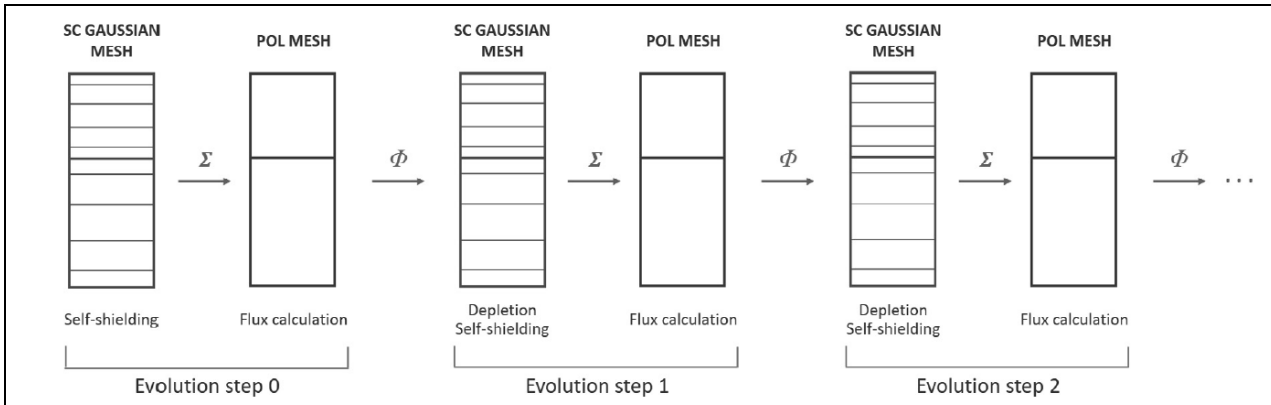 SC GAUSSIAN
MESH
POL MESH
SC GAUSSIAN
MESH
POL MESH
SC GAUSSIAN
MESH
POL MESH
Σ
Φ
Σ
Φ
Σ
Φ
...
Self-shielding
Flux calculation
Depletion
Self-shielding
Flux calculation
Depletion
Self-shielding
Flux calculation
Evolution step 0
Evolution step 1
Evolution step 2